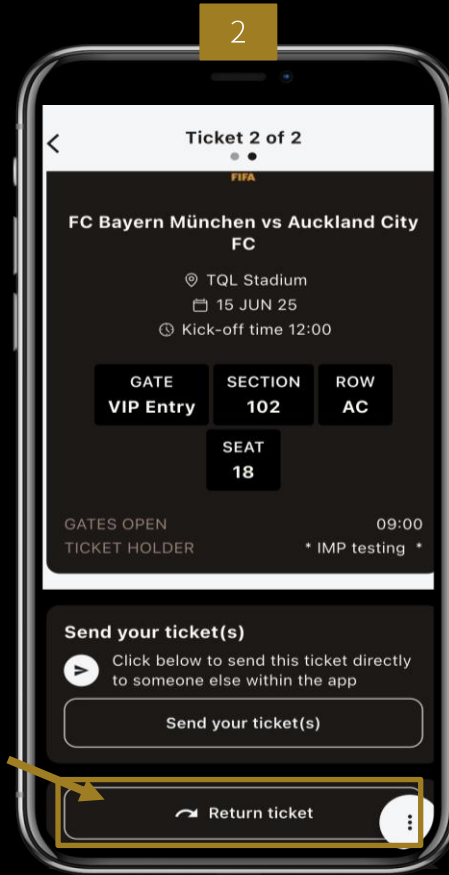 2
Ticket 2 of 2
FIFA
FC Bayern München vs Auckland City
FC
TQL Stadium
15 JUN 25
Kick-off time 12:00
GATE SECTION ROW
VIP Entry 102 AC
SEAT
18
GATES OPEN 09:00
TICKET HOLDER * IMP testing *
Send your ticket(s)
Click below to send this ticket directly
to someone else within the app
Send your ticket(s)
Return ticket